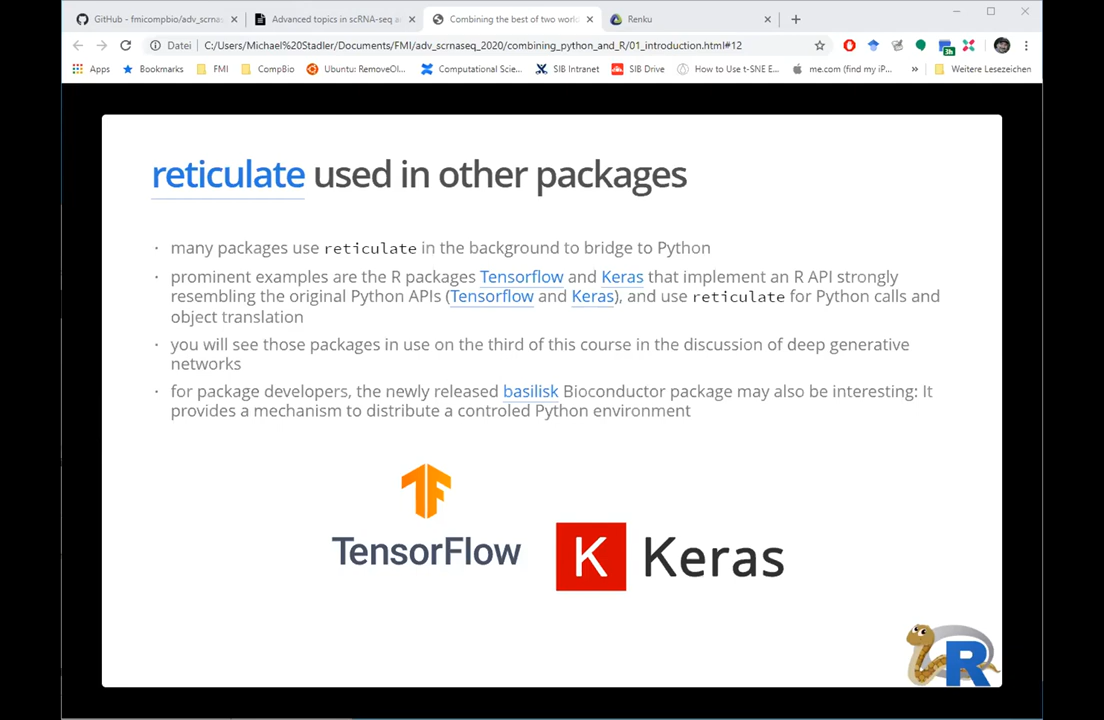 GitHub - fmicompbio/adv_scrnas
Advanced topics in scRNA-seq a
Combining the best of two worl
Renku
Datei
C:/Users/Michael%20Stadler/Documents/FMI/adv_scrnaseq_2020/combining_python_and_R/01_introduction.html#12
3h
Apps
Bookmarks
FMI
CompBio
Ubuntu: RemoveOl...
Computational Scie...
SIB Intranet
SIB Drive
How to Use t-SNE E...
me.com (find my iP...
»
Weitere Lesezeichen
reticulate used in other packages
· many packages use reticulate in the background to bridge to Python
· prominent examples are the R packages Tensorflow and Keras that implement an R API strongly
resembling the original Python APIs (Tensorflow and Keras), and use reticulate for Python calls and
object translation
· you will see those packages in use on the third of this course in the discussion of deep generative
networks
· for package developers, the newly released basilisk Bioconductor package may also be interesting: It
provides a mechanism to distribute a controled Python environment
TF
TensorFlow
K Keras
R